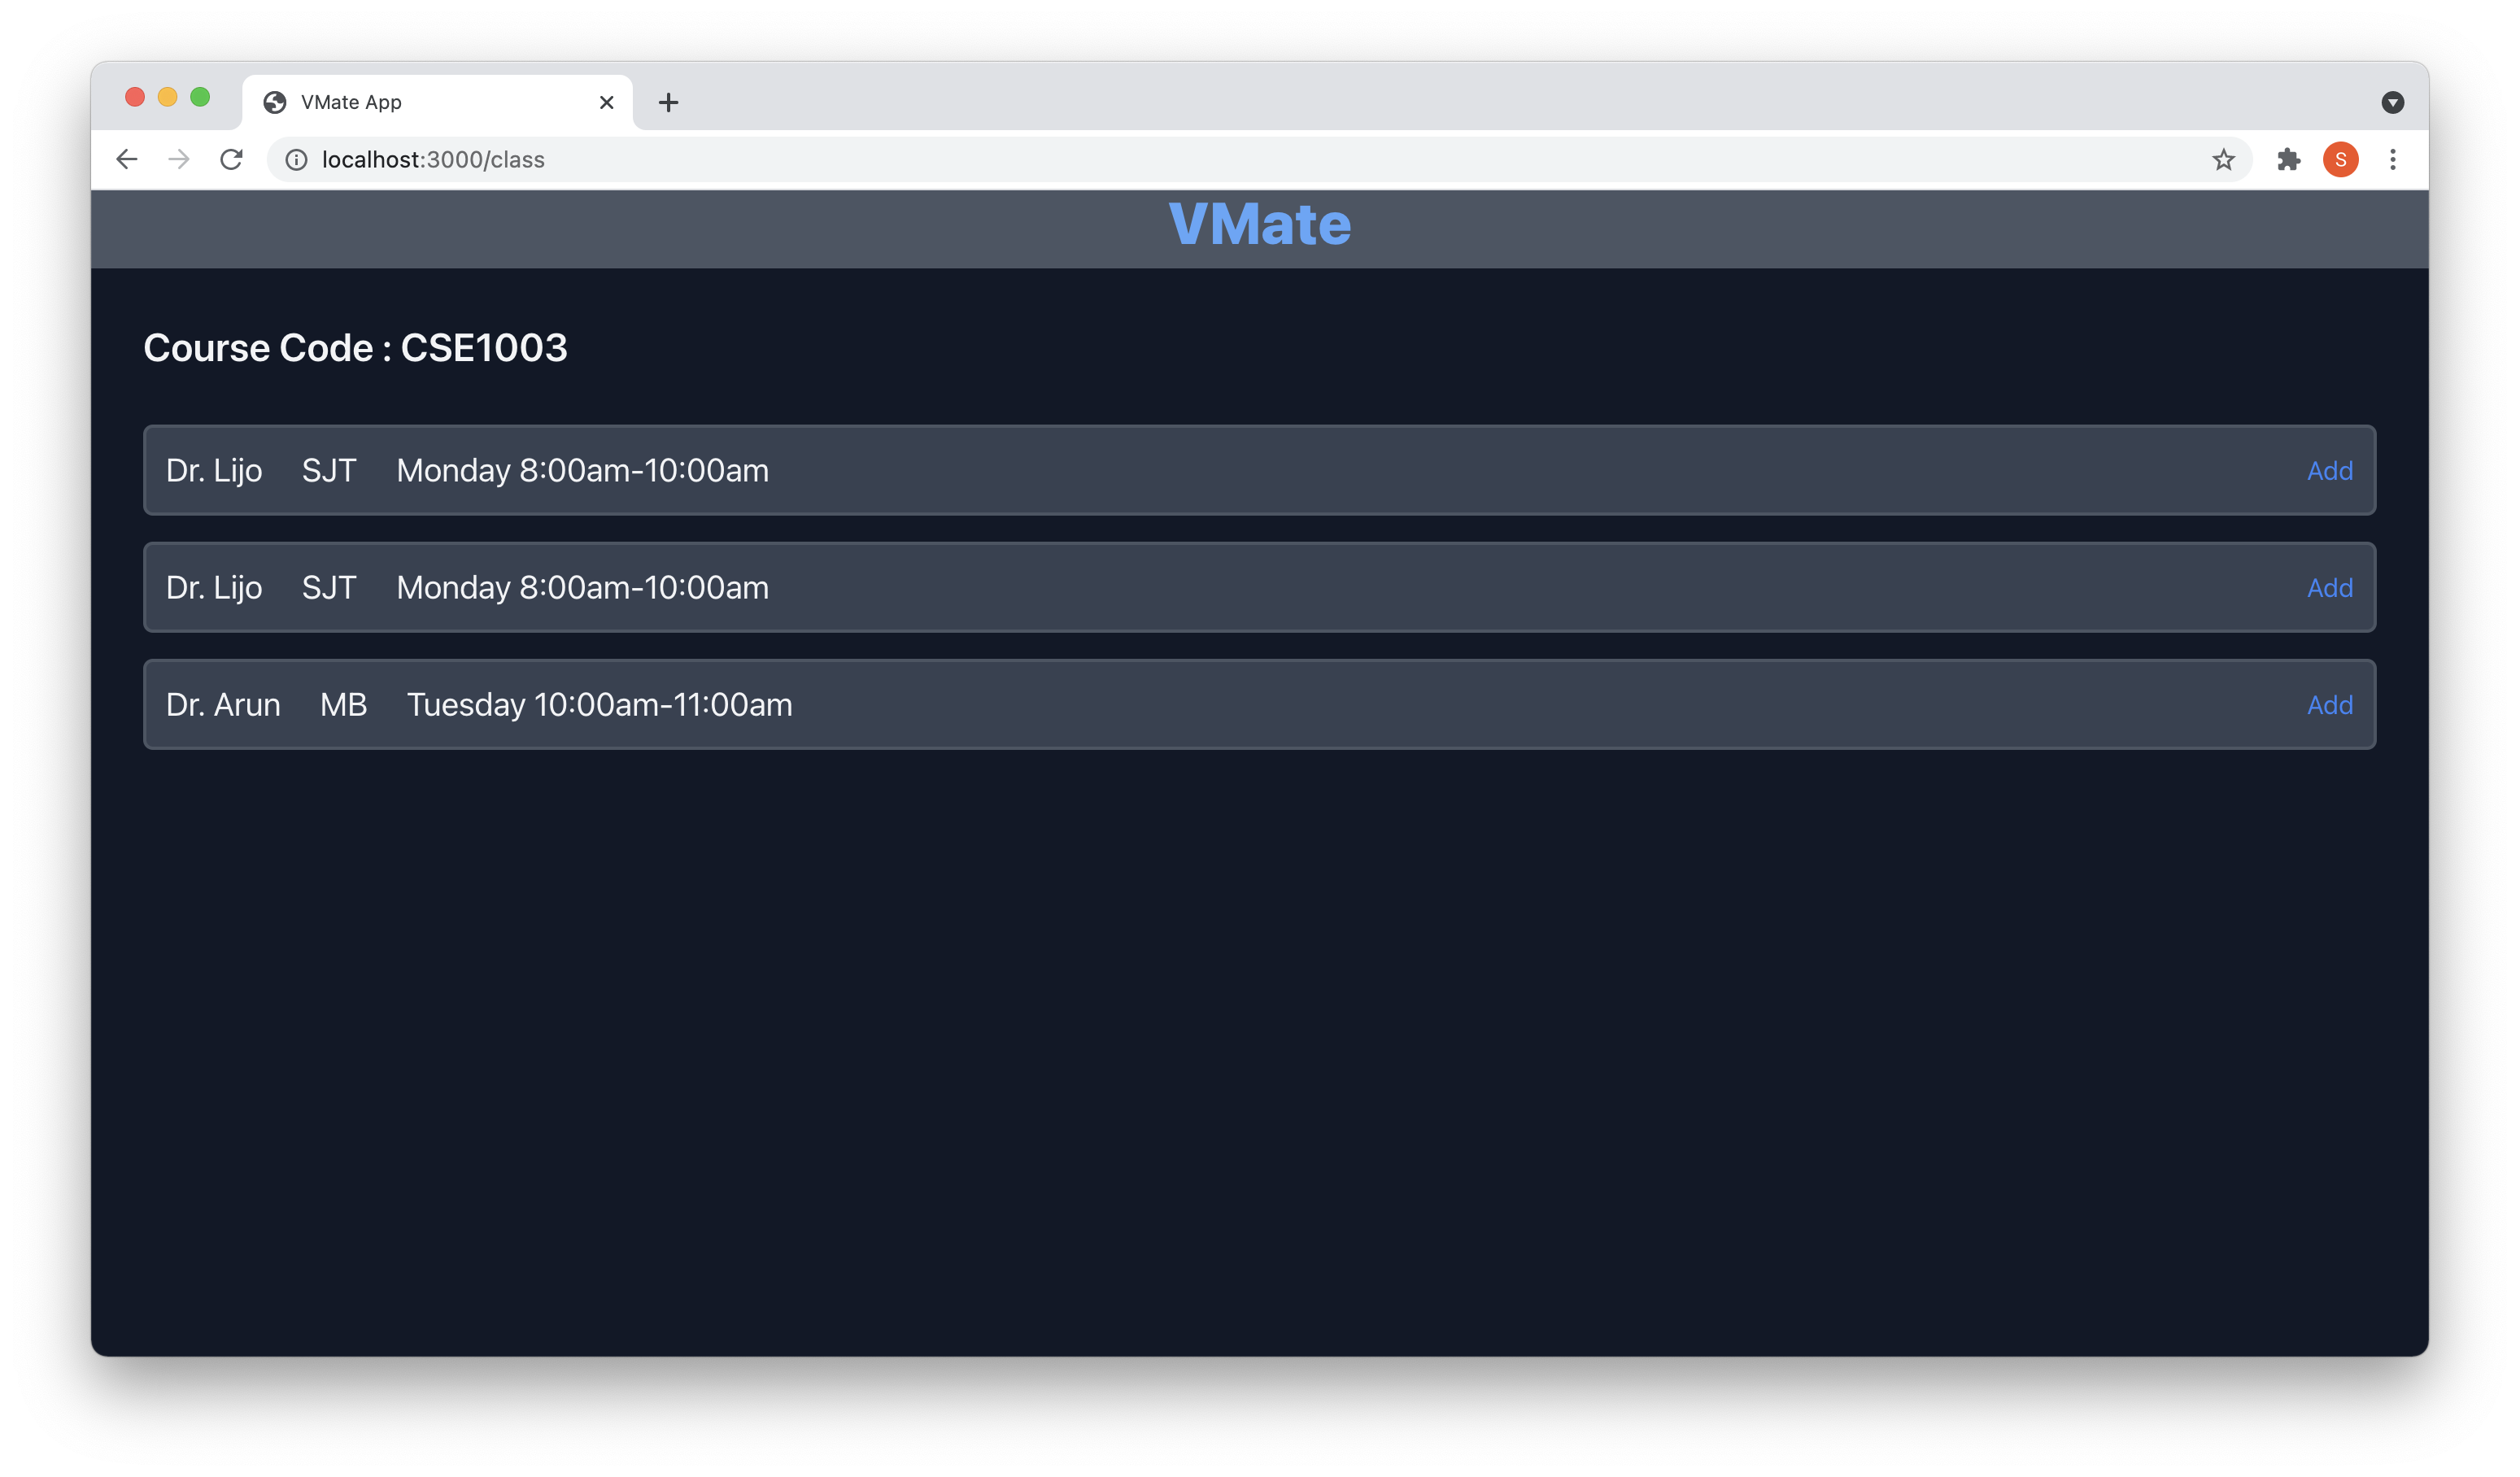 VMate App
localhost:3000/class
S
VMate
Course Code : CSE1003
Dr. Lijo SJT Monday 8:00am-10:00am Add
Dr. Lijo SJT Monday 8:00am-10:00am Add
Dr. Arun MB Tuesday 10:00am-11:00am Add